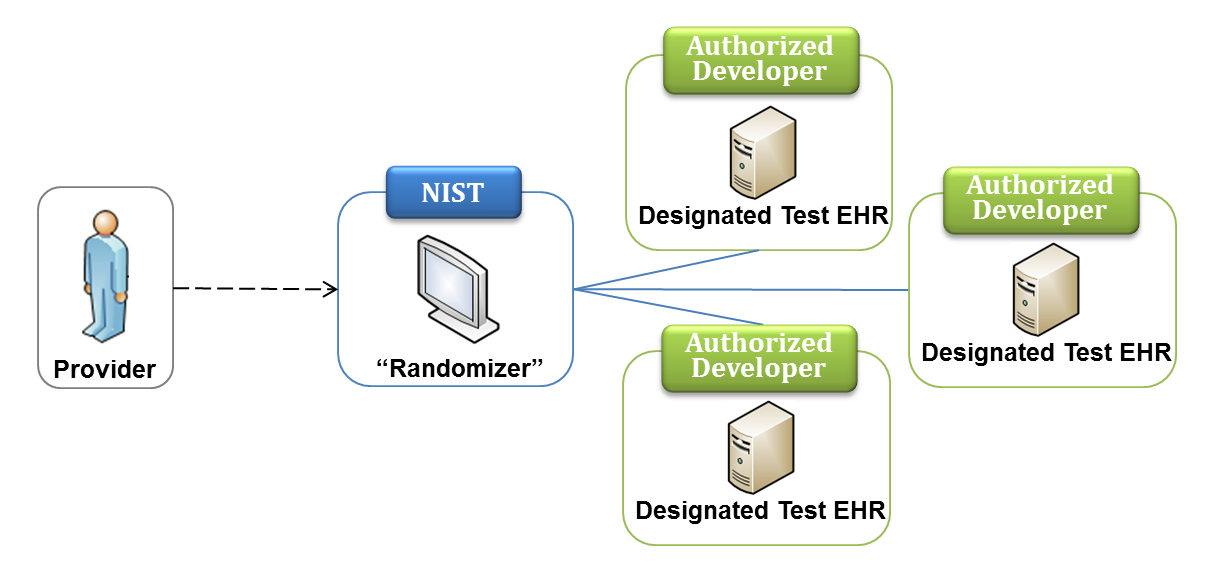 Provider
NIST
“Randomizer”
Authorized
Developer
Designated Test EHR
Authorized
Developer
Designated Test EHR
Authorized
Developer
Designated Test EHR